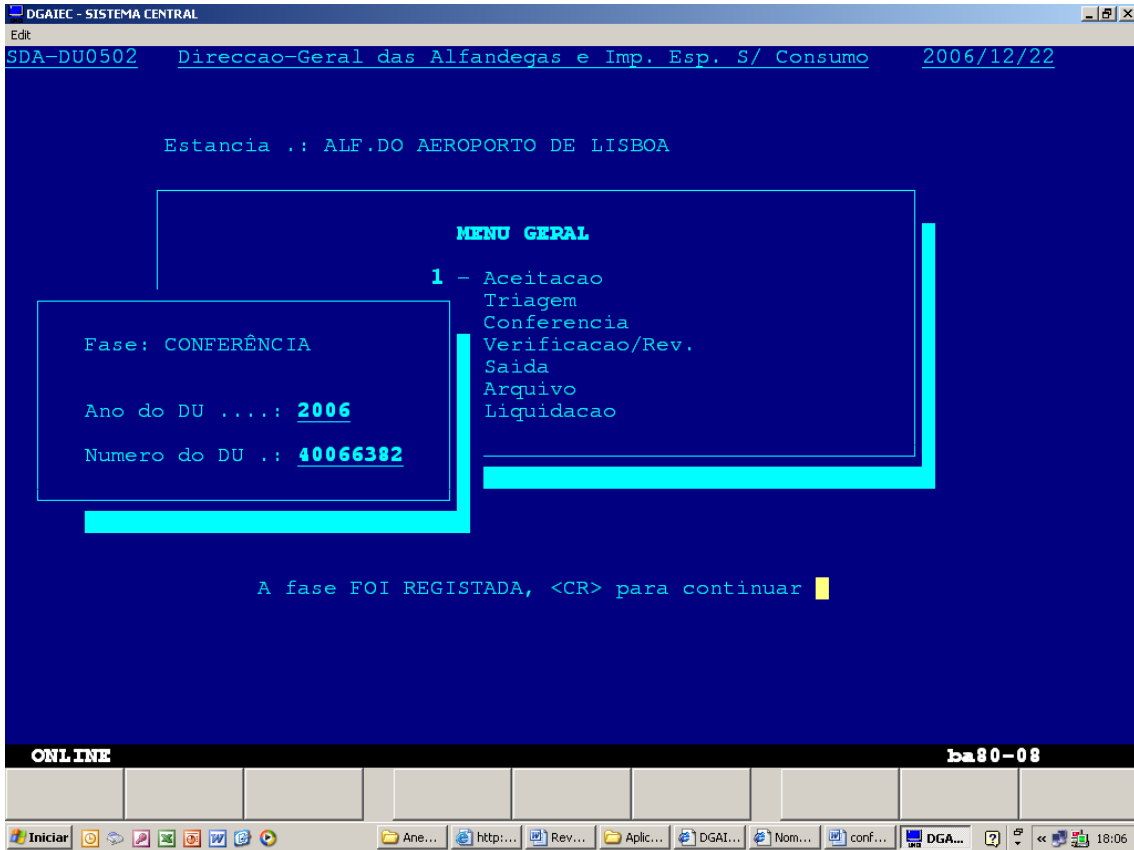 DGAIEC - SISTEMA CENTRAL
Edit
SDA-DU0502 Direccao-Geral das Alfandegas e Imp. Esp. S/ Consumo 2006/12/22
Estancia .: ALF.DO AEROPORTO DE LISBOA
MENU GERAL
1 - Aceitacao
Triagem
Conferencia
Verificacao/Rev.
Saida
Arquivo
Liquidacao
Fase: CONFERÊNCIA
Ano do DU ....: 2006
Numero do DU .: 40066382
A fase FOI REGISTADA, <CR> para continuar
ONLINE ba80-08
Iniciar Ane... http:... Rev... Aplic... DGAI... Nom... conf... DGA... 18:06